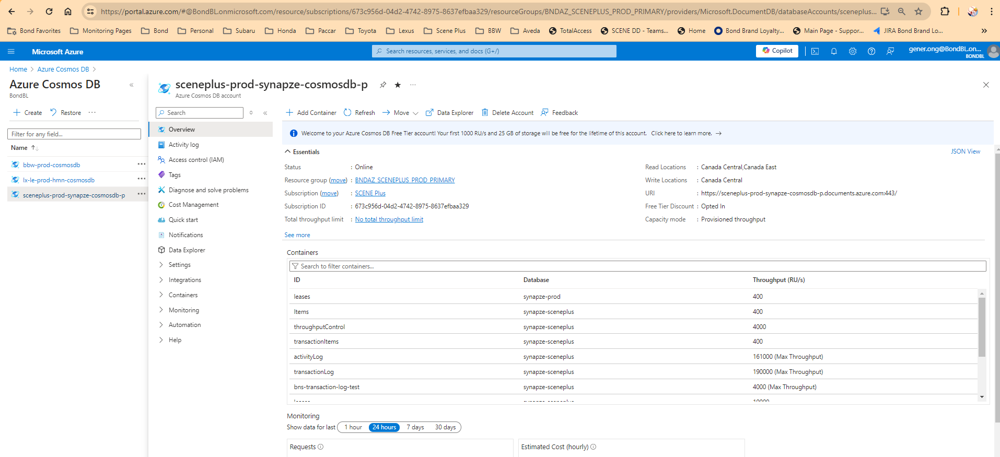 https://portal.azure.com/#@BondBL.onmicrosoft.com/resource/subscriptions/673c956d-04d2-4742-8975-8637efbaa329/resourceGroups/BNDAZ_SCENEPLUS_PROD_PRIMARY/providers/Microsoft.DocumentDB/databaseAccounts/sceneplus...
Bond Favorites Monitoring Pages Bond Personal Subaru Honda Paccar Toyota Lexus Scene Plus BBW Aveda TotalAccess SCENE DD - Teams... Home Bond Brand Loyalty... Main Page - Suppor... JIRA Bond Brand Lo... »
Microsoft Azure Search resources, services, and docs (G+/) Copilot gener.ong@BondBL.on...
BONDBL
Home > Azure Cosmos DB >
Azure Cosmos DB «
BondBL
Create Restore ...
Filter for any field...
Name ↑↓
bbw-prod-cosmosdb ...
lx-le-prod-hmn-cosmosdb ...
sceneplus-prod-synapze-cosmosdb-p ...
sceneplus-prod-synapze-cosmosdb-p ...
Azure Cosmos DB account
Search «
Overview
Activity log
Access control (IAM)
Tags
Diagnose and solve problems
Cost Management
Quick start
Notifications
Data Explorer
Settings
Integrations
Containers
Monitoring
Automation
Help
Add Container Refresh Move Data Explorer Delete Account Feedback
Welcome to your Azure Cosmos DB Free Tier account! Your first 1000 RU/s and 25 GB of storage will be free for the lifetime of this account. Click here to learn more. →
Essentials JSON View
Status : Online
Resource group (move) : BNDAZ_SCENEPLUS_PROD_PRIMARY
Subscription (move) : SCENE Plus
Subscription ID : 673c956d-04d2-4742-8975-8637efbaa329
Total throughput limit : No total throughput limit
Read Locations : Canada Central,Canada East
Write Locations : Canada Central
URI : https://sceneplus-prod-synapze-cosmosdb-p.documents.azure.com:443/
Free Tier Discount : Opted In
Capacity mode : Provisioned throughput
See more
Containers
Search to filter containers...
ID Database Throughput (RU/s)
leases synapze-prod 400
Items synapze-sceneplus 400
throughputControl synapze-sceneplus 4000
transactionItems synapze-sceneplus 400
activityLog synapze-sceneplus 161000 (Max Throughput)
transactionLog synapze-sceneplus 190000 (Max Throughput)
bns-transaction-log-test synapze-sceneplus 4000 (Max Throughput)
Monitoring
Show data for last 1 hour 24 hours 7 days 30 days
Requests
Estimated Cost (hourly)